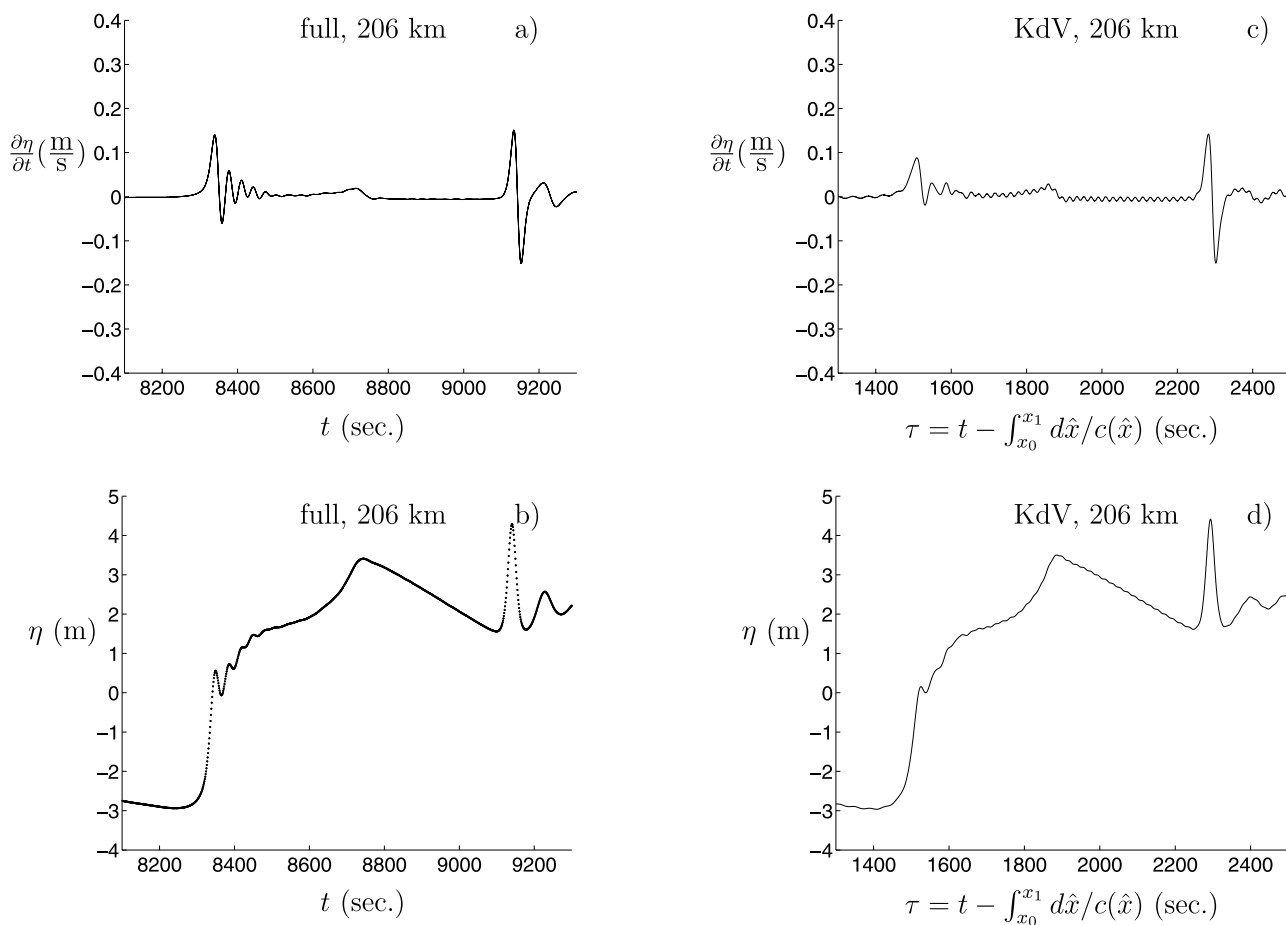 full, 206 km a)
0.4
0.3
0.2
0.1
0
−0.1
−0.2
−0.3
−0.4
∂η/∂t (m/s)
8200 8400 8600 8800 9000 9200
t (sec.)
KdV, 206 km c)
0.4
0.3
0.2
0.1
0
−0.1
−0.2
−0.3
−0.4
∂η/∂t (m/s)
1400 1600 1800 2000 2200 2400
τ = t − ∫_{x_0}^{x_1} dx̂/c(x̂) (sec.)
full, 206 km b)
5
4
3
2
1
0
−1
−2
−3
−4
η (m)
8200 8400 8600 8800 9000 9200
t (sec.)
KdV, 206 km d)
5
4
3
2
1
0
−1
−2
−3
−4
η (m)
1400 1600 1800 2000 2200 2400
τ = t − ∫_{x_0}^{x_1} dx̂/c(x̂) (sec.)